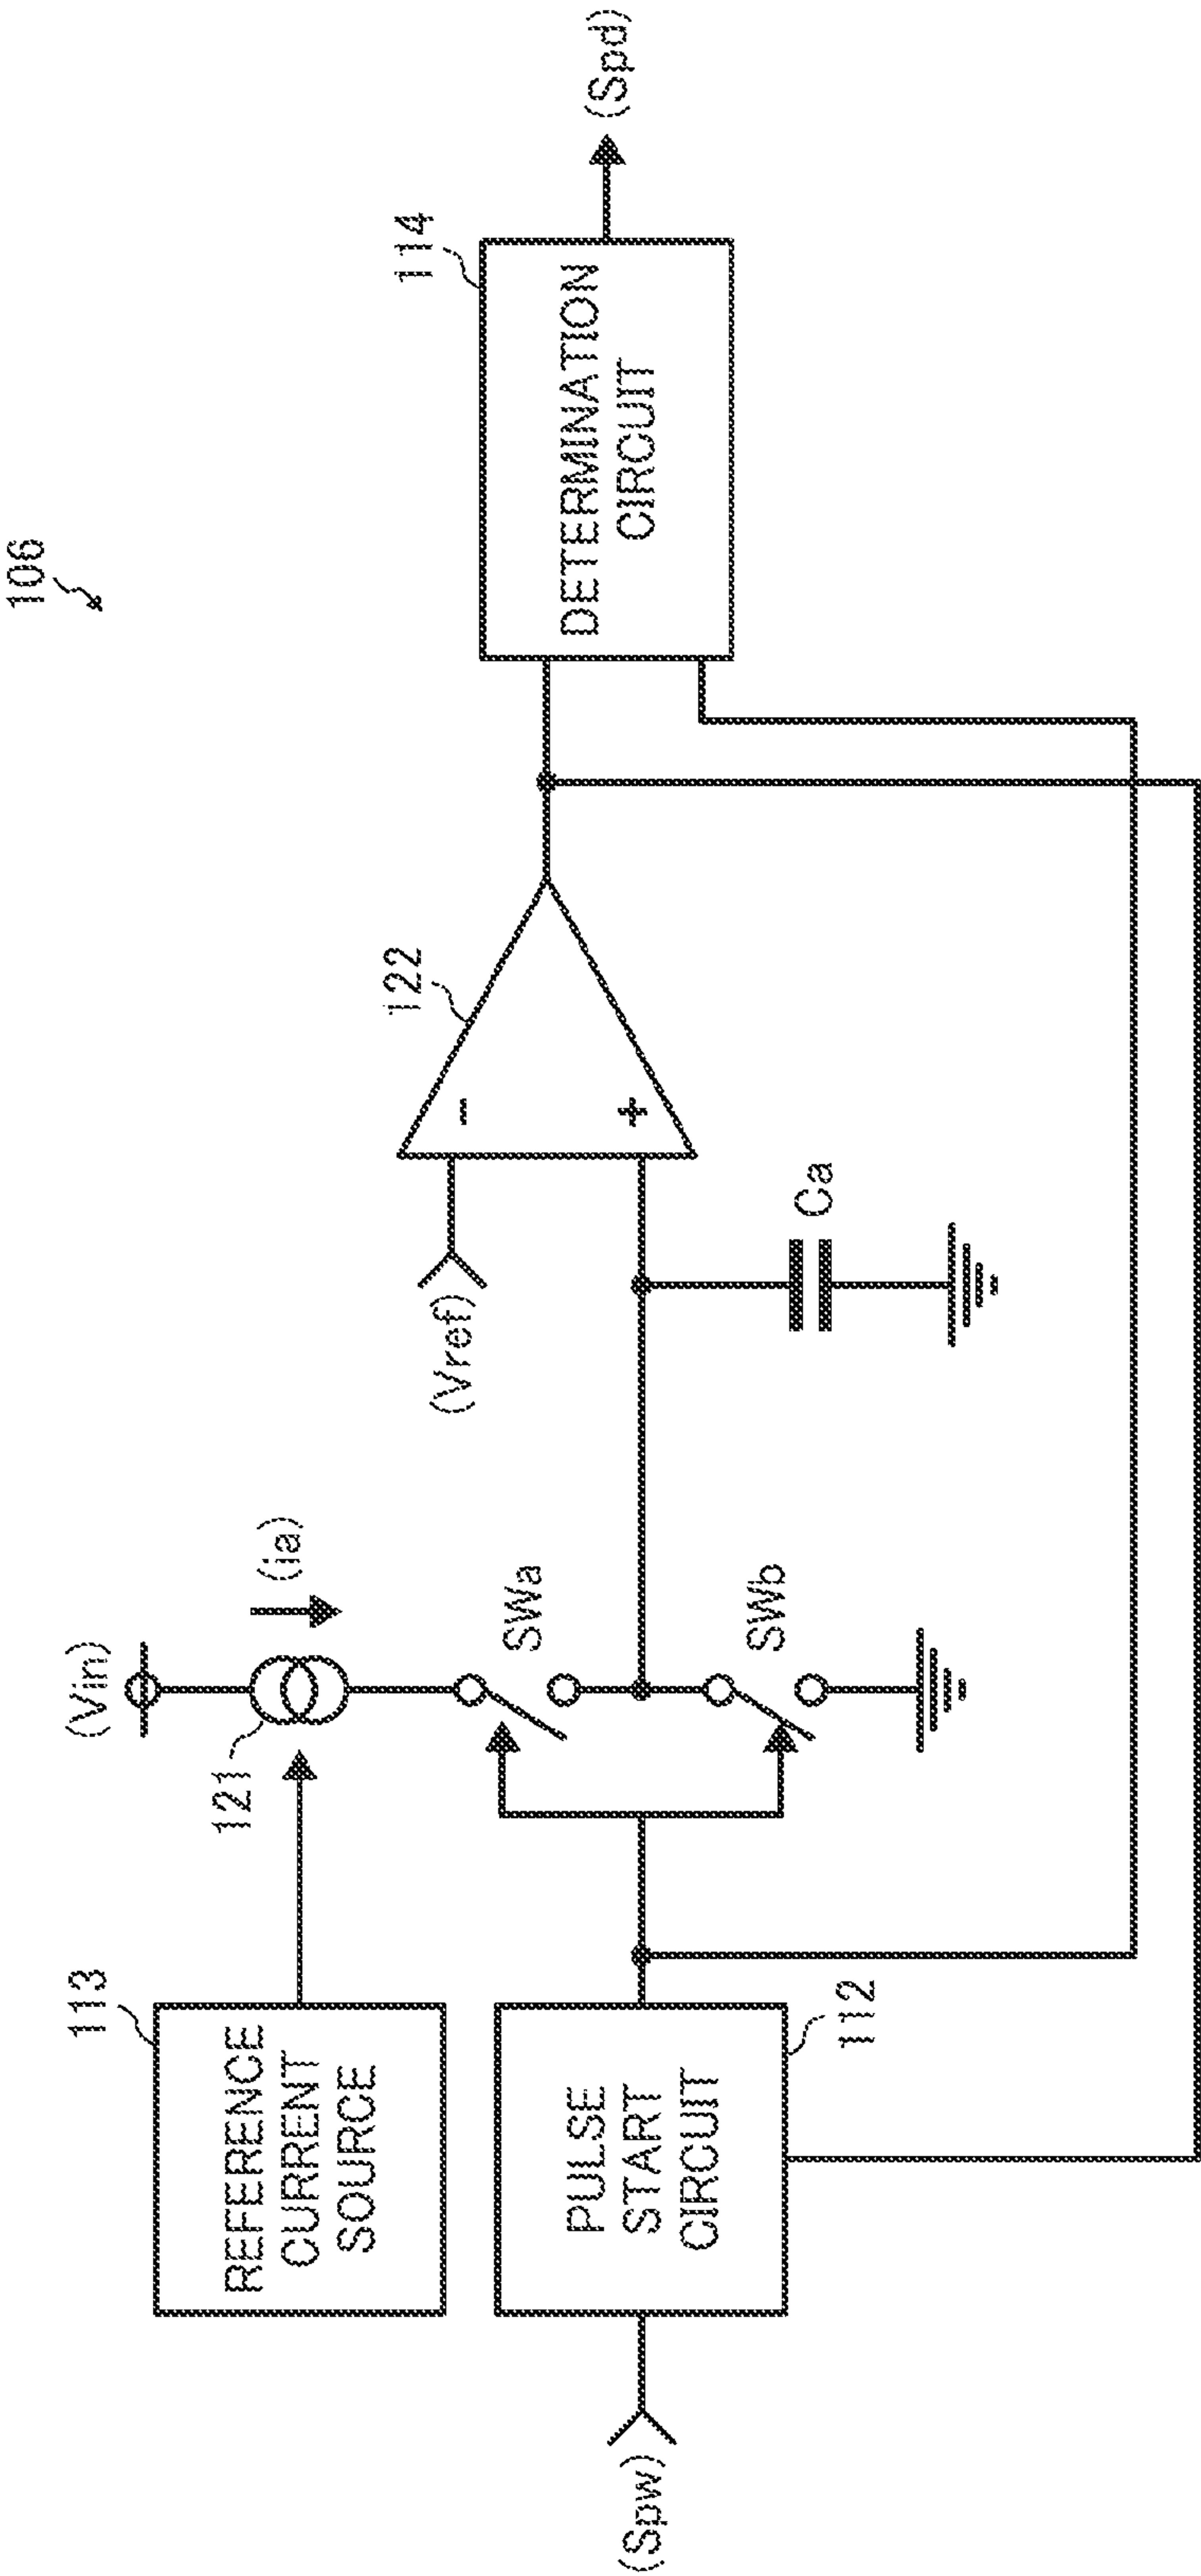 106
(Vin)
(ia)
121
113
REFERENCE
CURRENT
SOURCE
SWa
SWb
PULSE
START
CIRCUIT
112
(Spw)
(Vref)
122
-
+
Ca
114
DETERMINATION
CIRCUIT
(Spd)